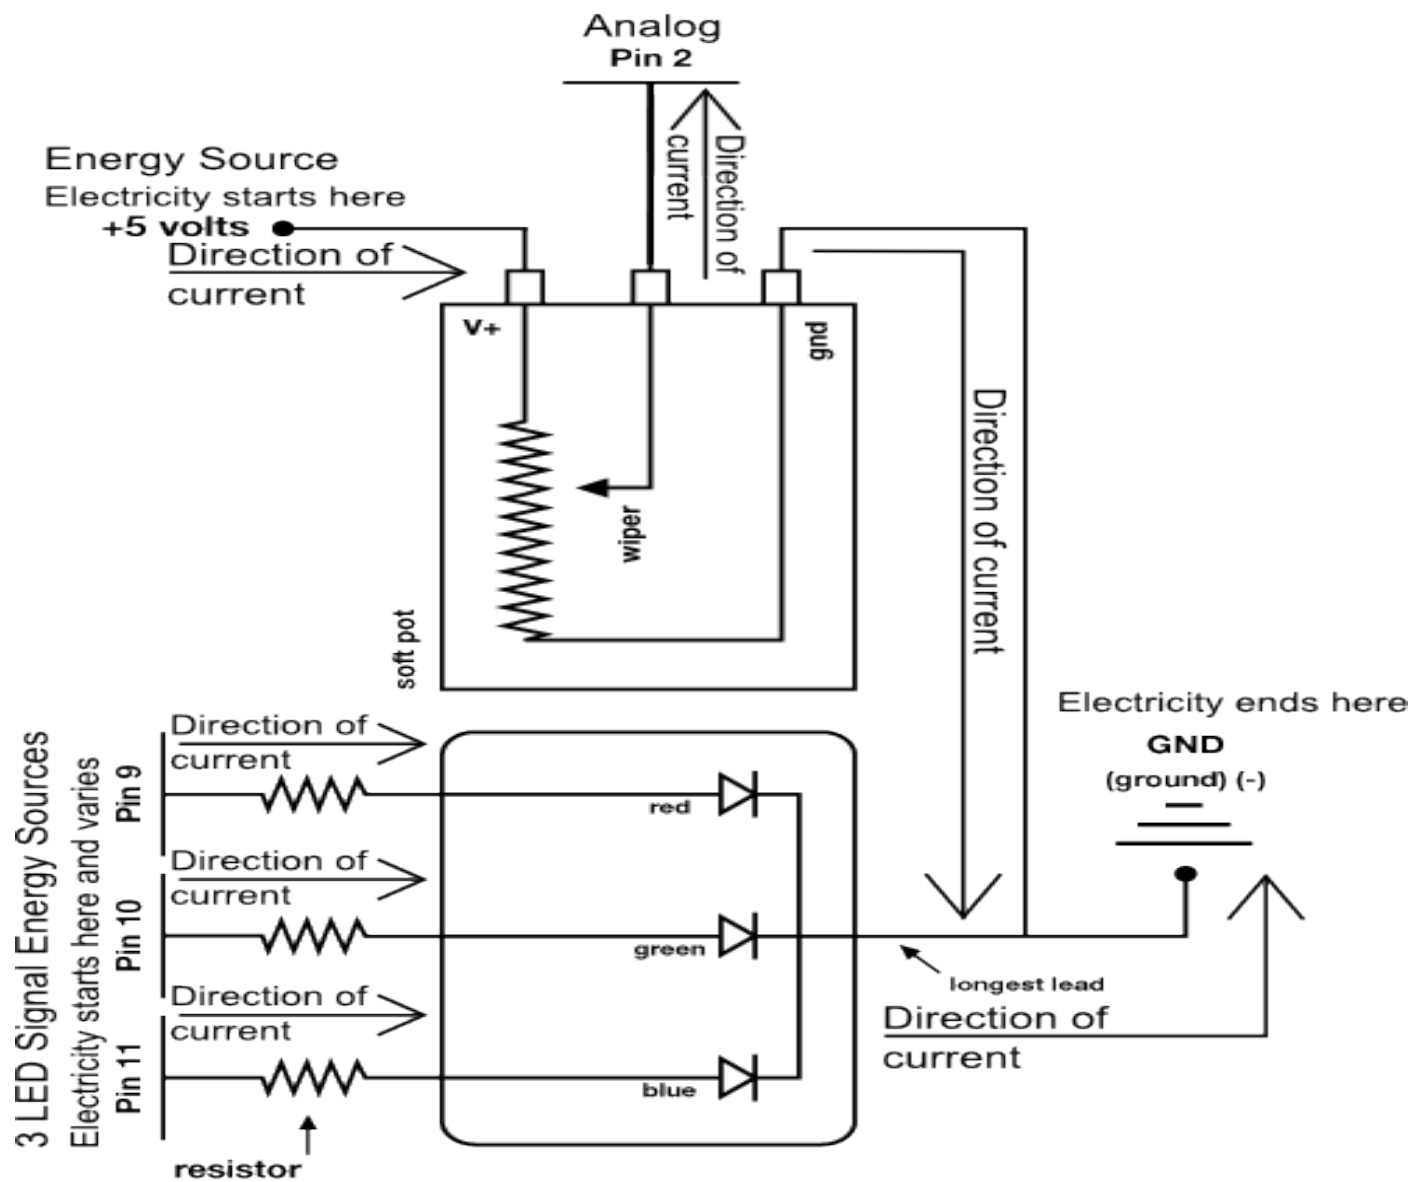 Analog
Pin 2
Energy Source
Electricity starts here
+5 volts
Direction of
current
Direction of
current
V+
gnd
wiper
soft pot
Direction of current
Electricity ends here
GND
(ground) (-)
3 LED Signal Energy Sources
Electricity starts here and varies
Pin 9
Direction of
current
red
Pin 10
Direction of
current
green
Pin 11
Direction of
current
blue
longest lead
Direction of
current
resistor